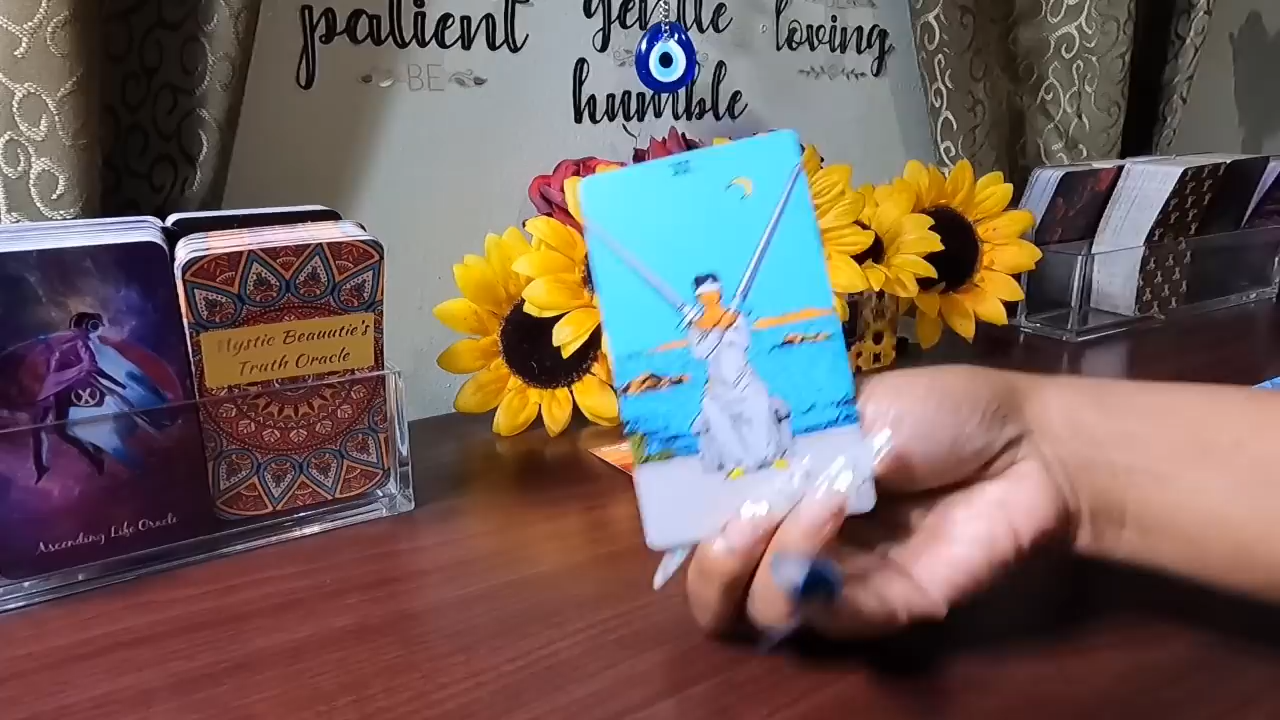 patient
gentle
loving
BE
humble
Mystic Beauutie's
Truth Oracle
Ascending Life Oracle